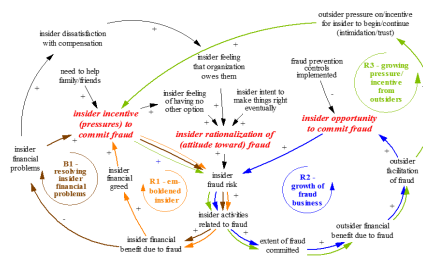 outsider pressure on/incentive
for insider to begin/continue
(intimidation/trust)
insider dissatisfaction
with compensation
insider feeling
that organization
owes them
need to help
family/friends
insider feeling
of having no
other option
insider intent to
make things right
eventually
fraud prevention
controls
implemented
R3 - growing
pressure/
incentive
from
outsiders
insider incentive
(pressures) to
commit fraud
insider rationalization of
(attitude toward) fraud
insider opportunity
to commit fraud
insider
financial
problems
B1 - resolving
insider
financial
problems
insider
financial
greed
R1 - em-
boldened
insider
insider
fraud risk
R2 -
growth of
fraud
business
outsider
facilitation
of fraud
insider activities
related to fraud
insider financial
benefit due to fraud
extent of fraud
committed
outsider financial
benefit due to fraud